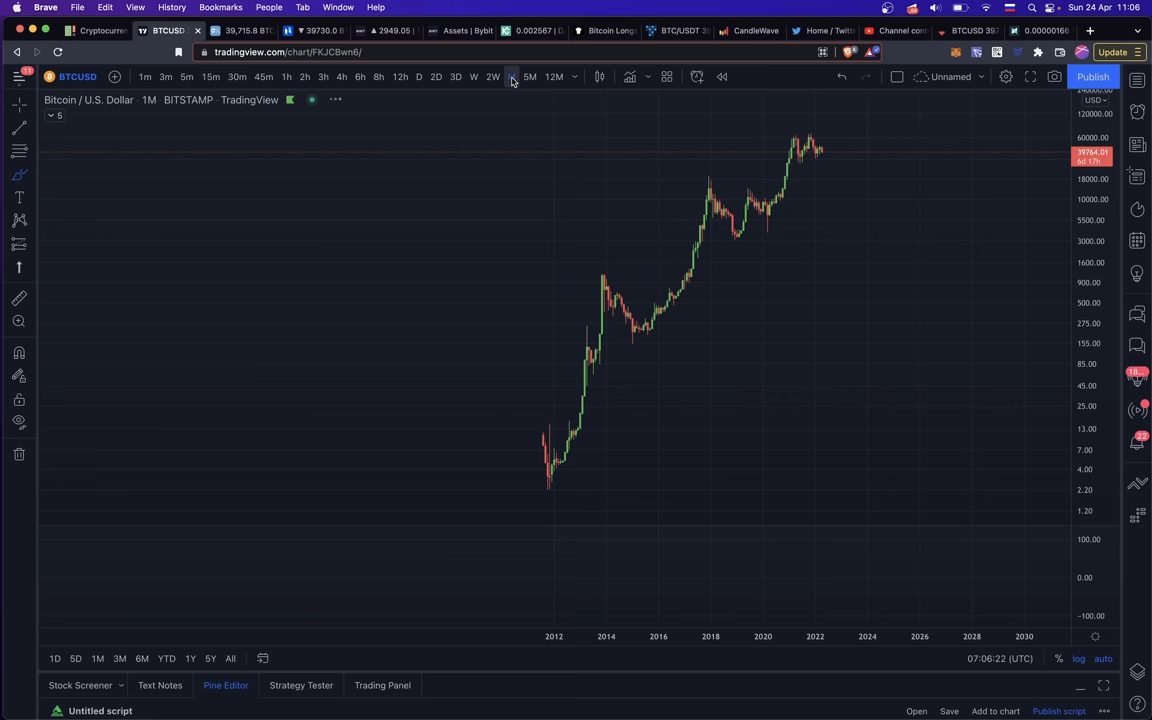 Brave File Edit View History Bookmarks People Tab Window Help Sun 24 Apr 11:06
Cryptocurren BTCUSD 39,715.8 BTC 39730.0 B 2949.05 Assets | Bybit 0.002567 | D Bitcoin Longs BTC/USDT 39 CandleWave Home / Twitte Channel cont BTCUSD 397 0.00000166
tradingview.com/chart/FKJCBwn6/ Update
11
BTCUSD 1m 3m 5m 15m 30m 45m 1h 2h 3h 4h 6h 8h 12h D 2D 3D W 2W M 5M 12M Unnamed Publish
Bitcoin / U.S. Dollar · 1M · BITSTAMP · TradingView
USD
5
240000.00
120000.00
60000.00
39764.01
6d 17h
18000.00
10000.00
5500.00
3000.00
1600.00
900.00
500.00
275.00
155.00
85.00
45.00
25.00
13.00
7.00
4.00
2.20
1.20
100.00
0.00
-100.00
18...
22
2012 2014 2016 2018 2020 2022 2024 2026 2028 2030
1D 5D 1M 3M 6M YTD 1Y 5Y All 07:06:22 (UTC) % log auto
Stock Screener Text Notes Pine Editor Strategy Tester Trading Panel
Untitled script Open Save Add to chart Publish script